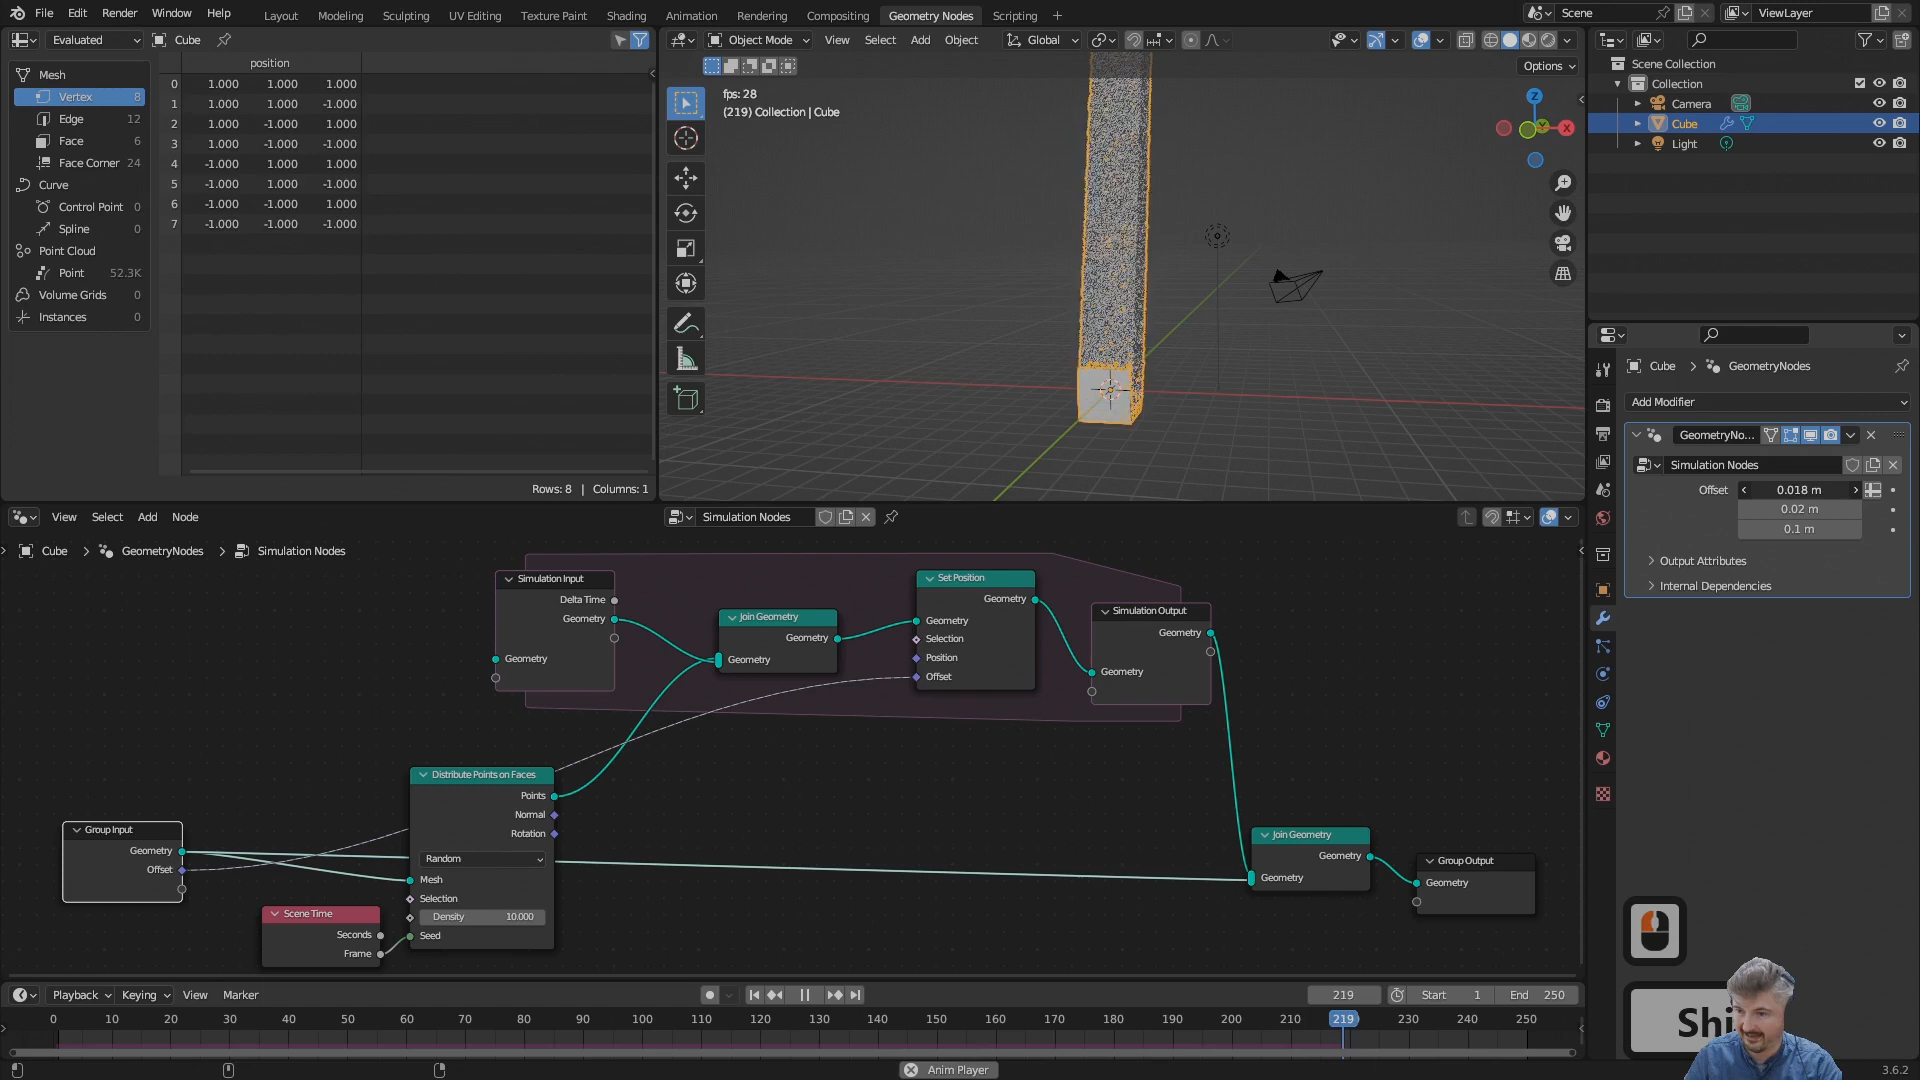 File Edit Render Window Help Layout Modeling Sculpting UV Editing Texture Paint Shading Animation Rendering Compositing Geometry Nodes Scripting + Scene ViewLayer
Evaluated Cube
Object Mode View Select Add Object Global
position
Mesh
Vertex 8
Edge 12
Face 6
Face Corner 24
Curve
Control Point 0
Spline 0
Point Cloud
Point 52.3K
Volume Grids 0
Instances 0
0 1.000 1.000 1.000
1 1.000 1.000 -1.000
2 1.000 -1.000 1.000
3 1.000 -1.000 -1.000
4 -1.000 1.000 1.000
5 -1.000 1.000 -1.000
6 -1.000 -1.000 1.000
7 -1.000 -1.000 -1.000
Rows: 8 | Columns: 1
Options
fps: 28
(219) Collection | Cube
Z
X
Y
Scene Collection
Collection
Camera
Cube
Light
Cube > GeometryNodes
Add Modifier
GeometryNo...
Simulation Nodes
Offset 0.018 m
0.02 m
0.1 m
Output Attributes
Internal Dependencies
View Select Add Node Simulation Nodes
Cube > GeometryNodes > Simulation Nodes
Simulation Input
Delta Time
Geometry
Geometry
Join Geometry
Geometry
Geometry
Set Position
Geometry
Geometry
Selection
Position
Offset
Simulation Output
Geometry
Geometry
Distribute Points on Faces
Points
Normal
Rotation
Random
Mesh
Selection
Density 10.000
Seed
Group Input
Geometry
Offset
Scene Time
Seconds
Frame
Join Geometry
Geometry
Geometry
Group Output
Geometry
Shi
Playback Keying View Marker 219 Start 1 End 250
0 10 20 30 40 50 60 70 80 90 100 110 120 130 140 150 160 170 180 190 200 210 219 230 240 250
Anim Player
3.6.2